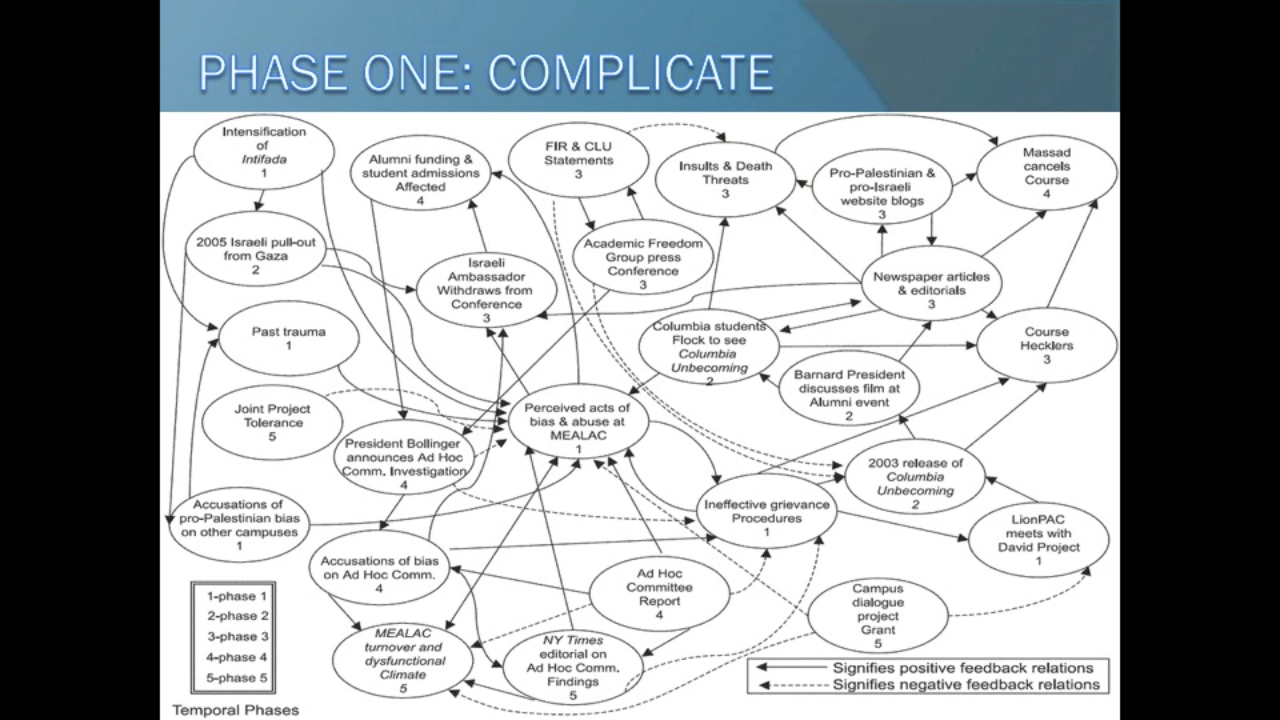 PHASE ONE: COMPLICATE
Intensification
of
Intifada
1
Alumni funding &
student admissions
Affected
4
FIR & CLU
Statements
3
Insults & Death
Threats
3
Pro-Palestinian &
pro-Israeli
website blogs
3
Massad
cancels
Course
4
2005 Israeli pull-out
from Gaza
2
Israeli
Ambassador
Withdraws from
Conference
3
Academic Freedom
Group press
Conference
3
Newspaper articles
& editorials
3
Past trauma
1
Columbia students
Flock to see
Columbia
Unbecoming
2
Course
Hecklers
3
Barnard President
discusses film at
Alumni event
2
Joint Project
Tolerance
5
Perceived acts of
bias & abuse at
MEALAC
1
President Bollinger
announces Ad Hoc
Comm. Investigation
4
2003 release of
Columbia
Unbecoming
2
Accusations of
pro-Palestinian bias
on other campuses
1
Ineffective grievance
Procedures
1
LionPAC
meets with
David Project
1
Accusations of bias
on Ad Hoc Comm.
4
Ad Hoc
Committee
Report
4
Campus
dialogue
project
Grant
5
MEALAC
turnover and
dysfunctional
Climate
5
NY Times
editorial on
Ad Hoc Comm.
Findings
5
1-phase 1
2-phase 2
3-phase 3
4-phase 4
5-phase 5
Temporal Phases
Signifies positive feedback relations
Signifies negative feedback relations